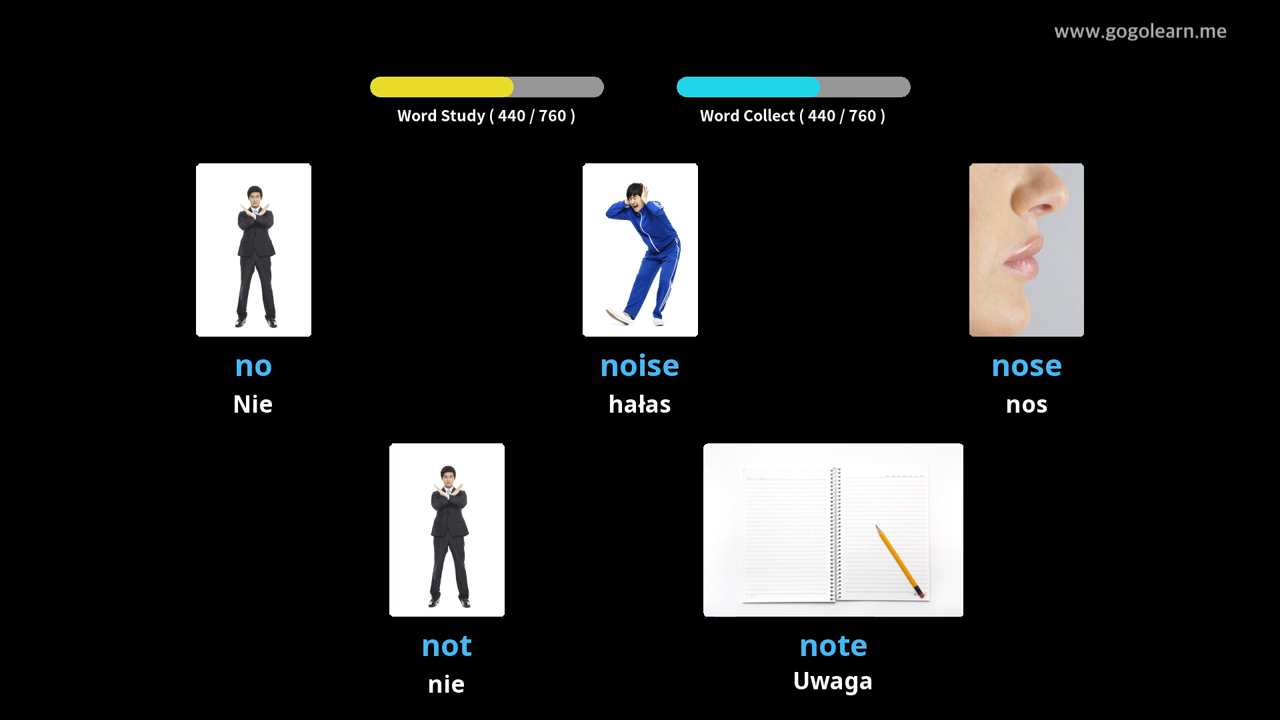 www.gogolearn.me
Word Study ( 440 / 760 )
Word Collect ( 440 / 760 )
no
Nie
noise
hałas
nose
nos
not
nie
note
Uwaga